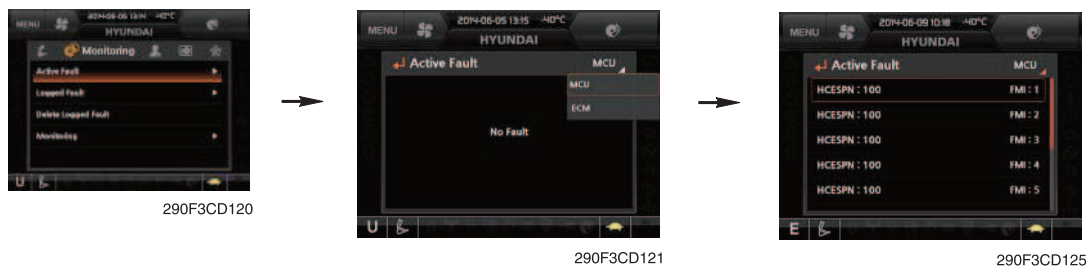 MENU
2014-06-05 13:14 -40°C
HYUNDAI
Monitoring
Active Fault
Logged Fault
Delete Logged Fault
Monitoring
U
290F3CD120
MENU
2014-06-05 13:15 -40°C
HYUNDAI
Active Fault MCU
MCU
ECM
No Fault
U
290F3CD121
MENU
2014-06-09 10:18 -40°C
HYUNDAI
Active Fault MCU
HCESPN : 100 FMI : 1
HCESPN : 100 FMI : 2
HCESPN : 100 FMI : 3
HCESPN : 100 FMI : 4
HCESPN : 100 FMI : 5
E
290F3CD125